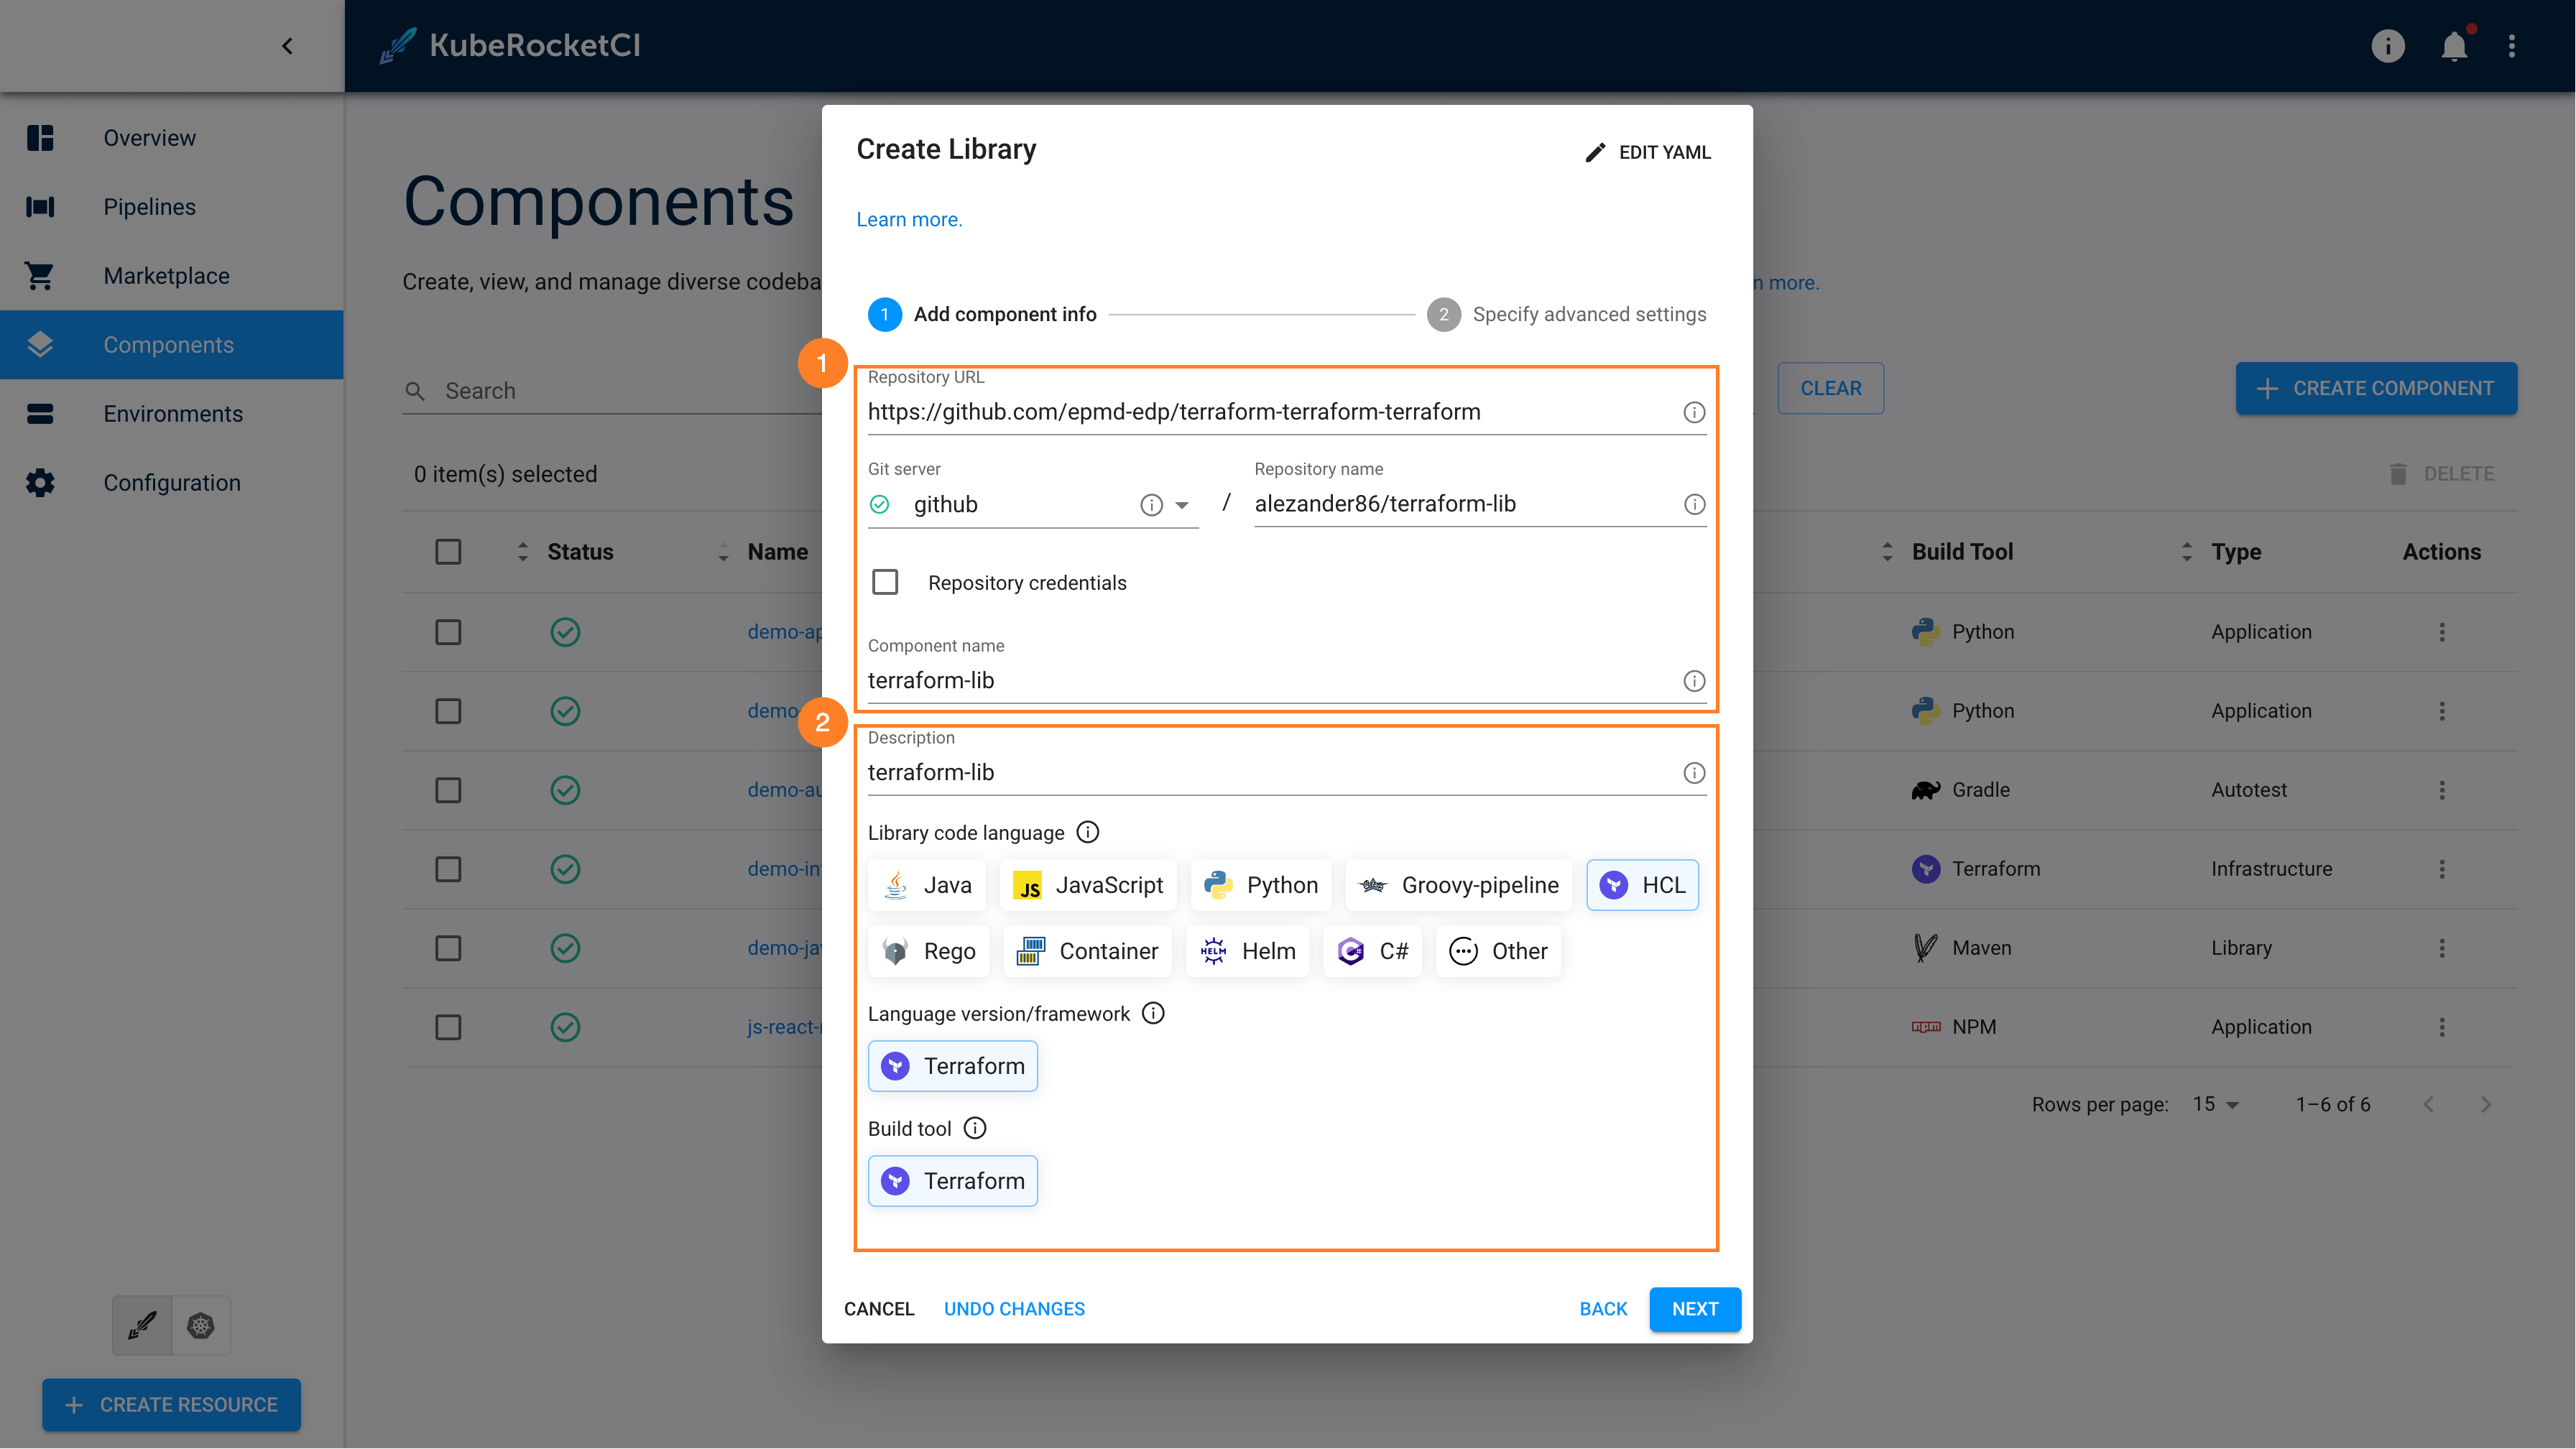 KubeRocketCI
Overview
Pipelines
Marketplace
Components
Environments
Configuration
CREATE RESOURCE
Components
Create, view, and manage diverse codeba
n more.
Search
CLEAR
CREATE COMPONENT
0 item(s) selected
DELETE
Status Name Build Tool Type Actions
demo-ap Python Application
demo- Python Application
demo-au Gradle Autotest
demo-in Terraform Infrastructure
demo-ja Maven Library
js-react- NPM Application
Rows per page: 15 1–6 of 6
Create Library
EDIT YAML
Learn more.
1 Add component info
2 Specify advanced settings
1
Repository URL
https://github.com/epmd-edp/terraform-terraform-terraform
Git server
github
/
Repository name
alezander86/terraform-lib
Repository credentials
Component name
terraform-lib
2
Description
terraform-lib
Library code language
Java JS JavaScript Python Groovy-pipeline HCL
Rego Container HELM Helm C# Other
Language version/framework
Terraform
Build tool
Terraform
CANCEL UNDO CHANGES BACK NEXT